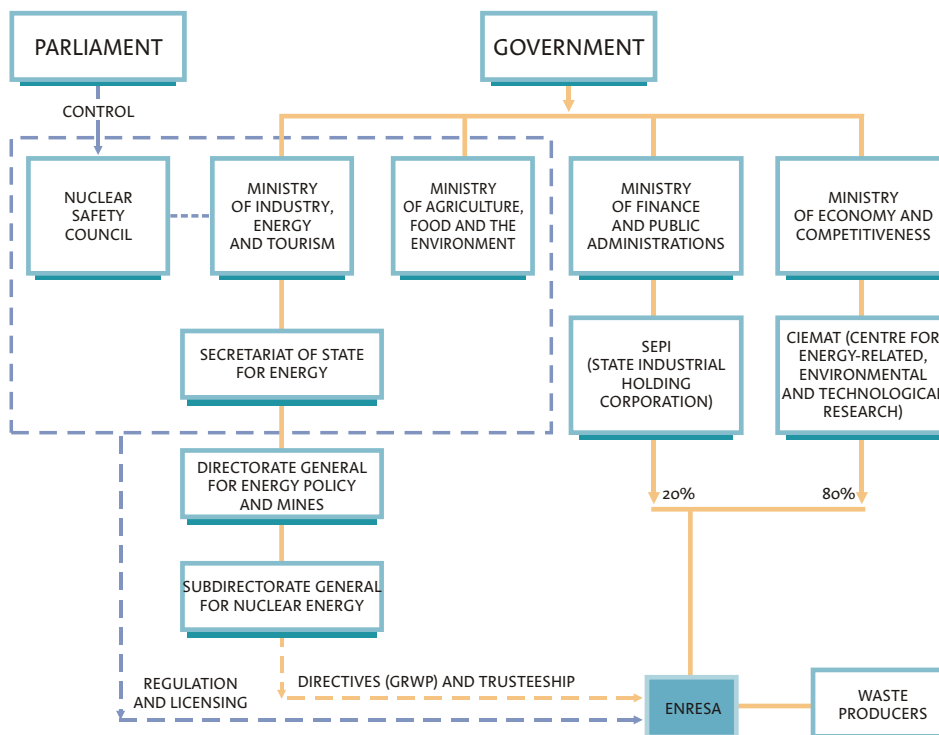 PARLIAMENT
GOVERNMENT
CONTROL
NUCLEAR
SAFETY
COUNCIL
MINISTRY
OF INDUSTRY,
ENERGY
AND TOURISM
MINISTRY
OF AGRICULTURE,
FOOD AND THE
ENVIRONMENT
MINISTRY
OF FINANCE
AND PUBLIC
ADMINISTRATIONS
MINISTRY
OF ECONOMY AND
COMPETITIVENESS
SECRETARIAT OF STATE
FOR ENERGY
SEPI
(STATE INDUSTRIAL
HOLDING
CORPORATION)
CIEMAT (CENTRE FOR
ENERGY-RELATED,
ENVIRONMENTAL
AND TECHNOLOGICAL
RESEARCH)
DIRECTORATE GENERAL
FOR ENERGY POLICY
AND MINES
20%
80%
SUBDIRECTORATE GENERAL
FOR NUCLEAR ENERGY
REGULATION
AND LICENSING
DIRECTIVES (GRWP) AND TRUSTEESHIP
ENRESA
WASTE
PRODUCERS